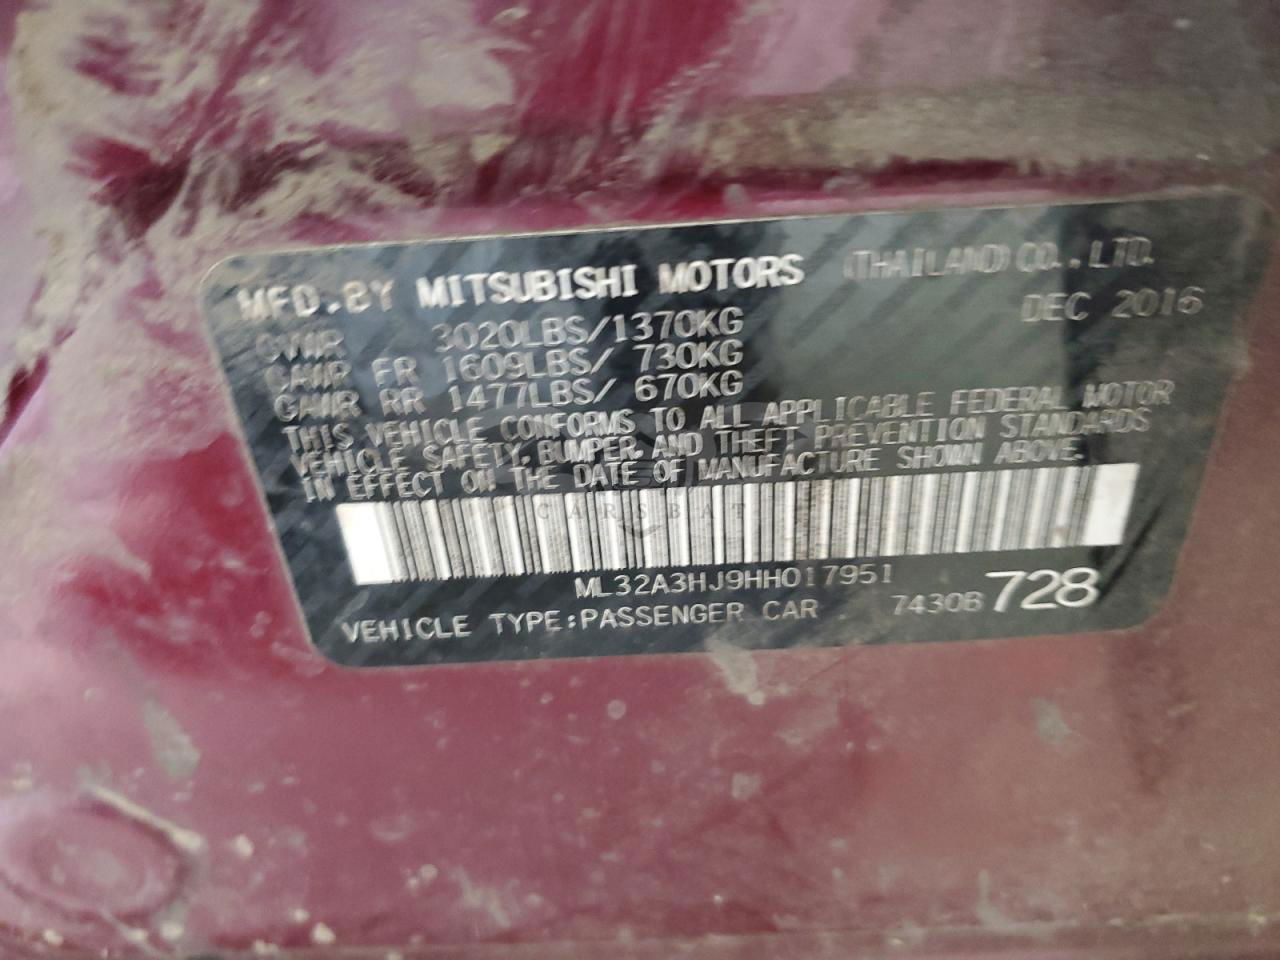 MFD.BY MITSUBISHI MOTORS (THAILAND) CO., LTD.
GVWR 3020LBS/1370KG DEC 2016
GAWR FR 1609LBS/ 730KG
GAWR RR 1477LBS/ 670KG
THIS VEHICLE CONFORMS TO ALL APPLICABLE FEDERAL MOTOR
VEHICLE SAFETY, BUMPER, AND THEFT PREVENTION STANDARDS
IN EFFECT ON THE DATE OF MANUFACTURE SHOWN ABOVE.
CARSBAT
ML32A3HJ9HH017951
VEHICLE TYPE:PASSENGER CAR 7430B 728